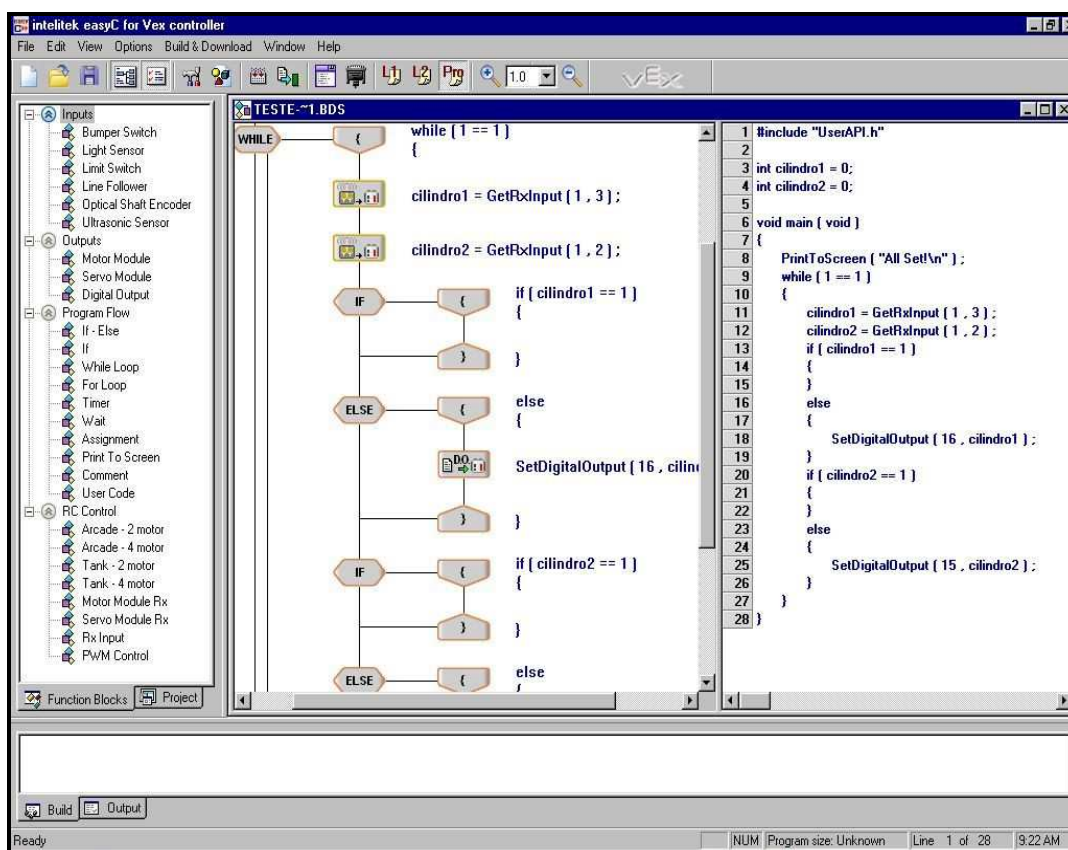 intelitek easyC for Vex controller
File Edit View Options Build & Download Window Help
L1 L2 Prg 1.0 vEx
Inputs
Bumper Switch
Light Sensor
Limit Switch
Line Follower
Optical Shaft Encoder
Ultrasonic Sensor
Outputs
Motor Module
Servo Module
Digital Output
Program Flow
If - Else
If
While Loop
For Loop
Timer
Wait
Assignment
Print To Screen
Comment
User Code
RC Control
Arcade - 2 motor
Arcade - 4 motor
Tank - 2 motor
Tank - 4 motor
Motor Module Rx
Servo Module Rx
Rx Input
PWM Control
Function Blocks Project
TESTE-~1.BDS
WHILE { while ( 1 == 1 )
{
cilindro1 = GetRxInput ( 1 , 3 ) ;
cilindro2 = GetRxInput ( 1 , 2 ) ;
IF { if ( cilindro1 == 1 )
{
} }
ELSE { else
{
DO SetDigitalOutput ( 16 , cilin
} }
IF { if ( cilindro2 == 1 )
{
} }
ELSE { else
{
1 #include "UserAPI.h"
2
3 int cilindro1 = 0;
4 int cilindro2 = 0;
5
6 void main ( void )
7 {
8 PrintToScreen ( "All Set!\n" ) ;
9 while ( 1 == 1 )
10 {
11 cilindro1 = GetRxInput ( 1 , 3 ) ;
12 cilindro2 = GetRxInput ( 1 , 2 ) ;
13 if ( cilindro1 == 1 )
14 {
15 }
16 else
17 {
18 SetDigitalOutput ( 16 , cilindro1 ) ;
19 }
20 if ( cilindro2 == 1 )
21 {
22 }
23 else
24 {
25 SetDigitalOutput ( 15 , cilindro2 ) ;
26 }
27 }
28 }
Build Output
Ready NUM Program size: Unknown Line 1 of 28 9:22 AM